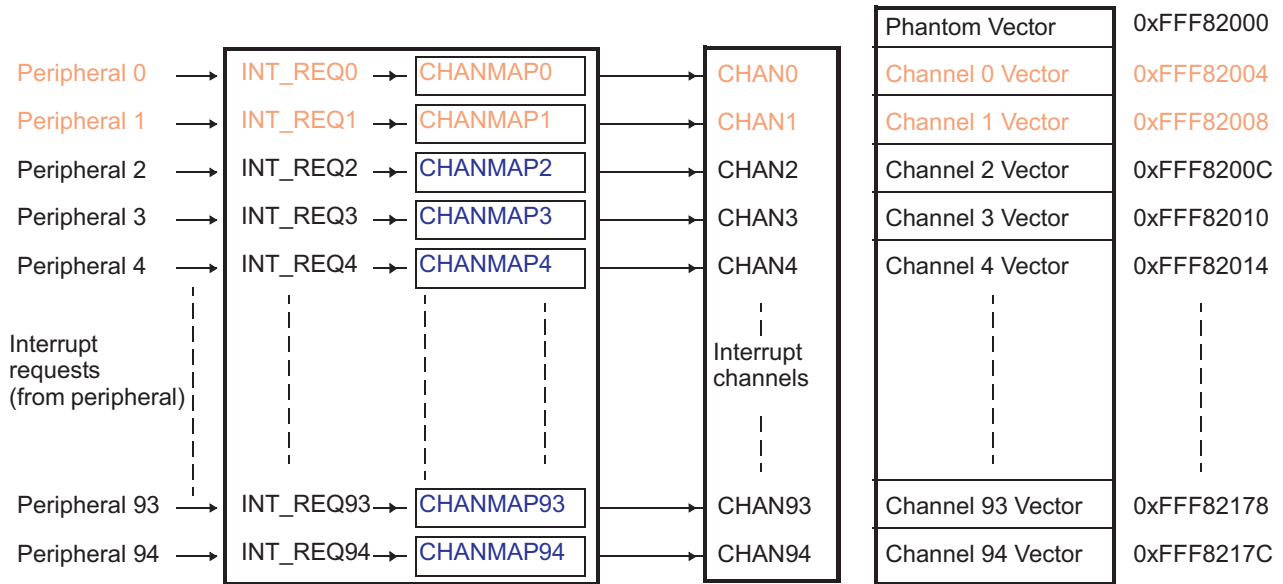 Phantom Vector 0xFFF82000
Peripheral 0 INT_REQ0 CHANMAP0 CHAN0 Channel 0 Vector 0xFFF82004
Peripheral 1 INT_REQ1 CHANMAP1 CHAN1 Channel 1 Vector 0xFFF82008
Peripheral 2 INT_REQ2 CHANMAP2 CHAN2 Channel 2 Vector 0xFFF8200C
Peripheral 3 INT_REQ3 CHANMAP3 CHAN3 Channel 3 Vector 0xFFF82010
Peripheral 4 INT_REQ4 CHANMAP4 CHAN4 Channel 4 Vector 0xFFF82014
Interrupt
requests
(from peripheral)
Interrupt
channels
Peripheral 93 INT_REQ93 CHANMAP93 CHAN93 Channel 93 Vector 0xFFF82178
Peripheral 94 INT_REQ94 CHANMAP94 CHAN94 Channel 94 Vector 0xFFF8217C